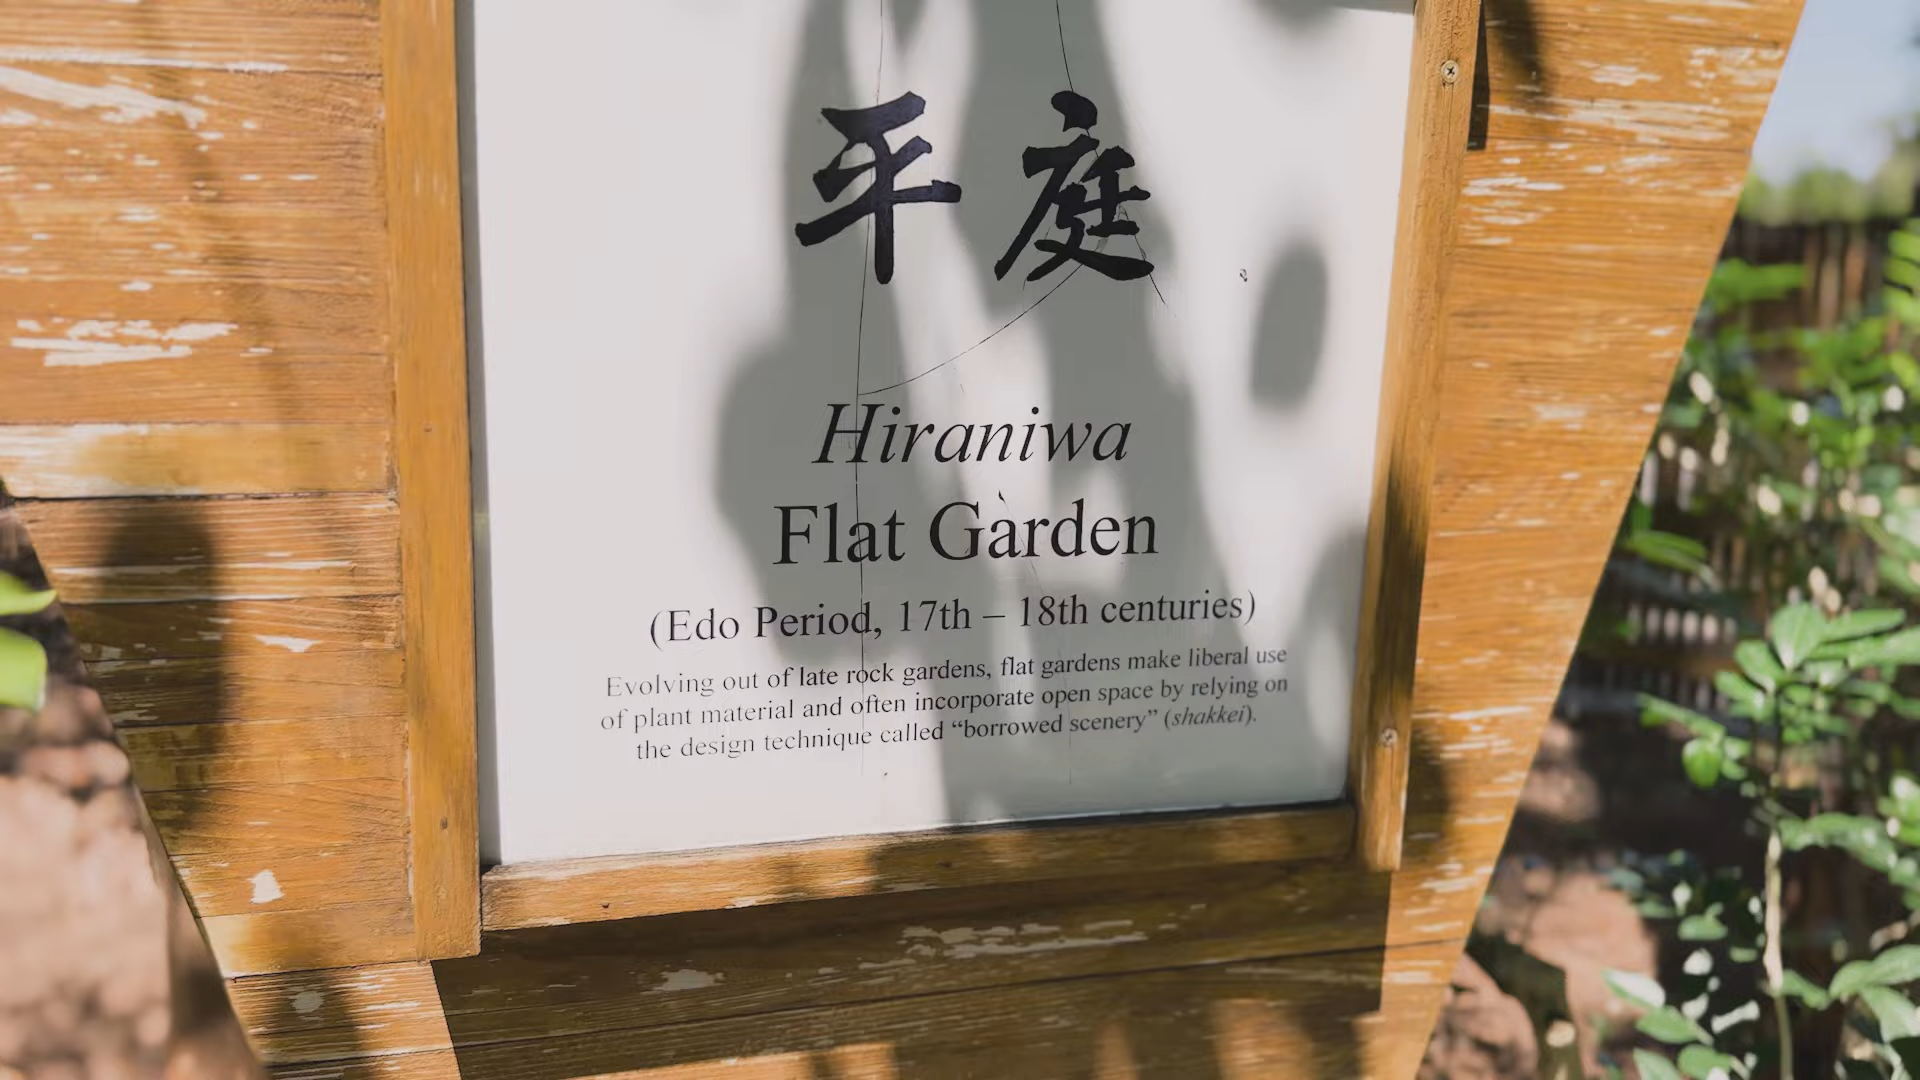 平庭
Hiraniwa
Flat Garden
(Edo Period, 17th – 18th centuries)
Evolving out of late rock gardens, flat gardens make liberal use
of plant material and often incorporate open space by relying on
the design technique called “borrowed scenery” (shakkei).